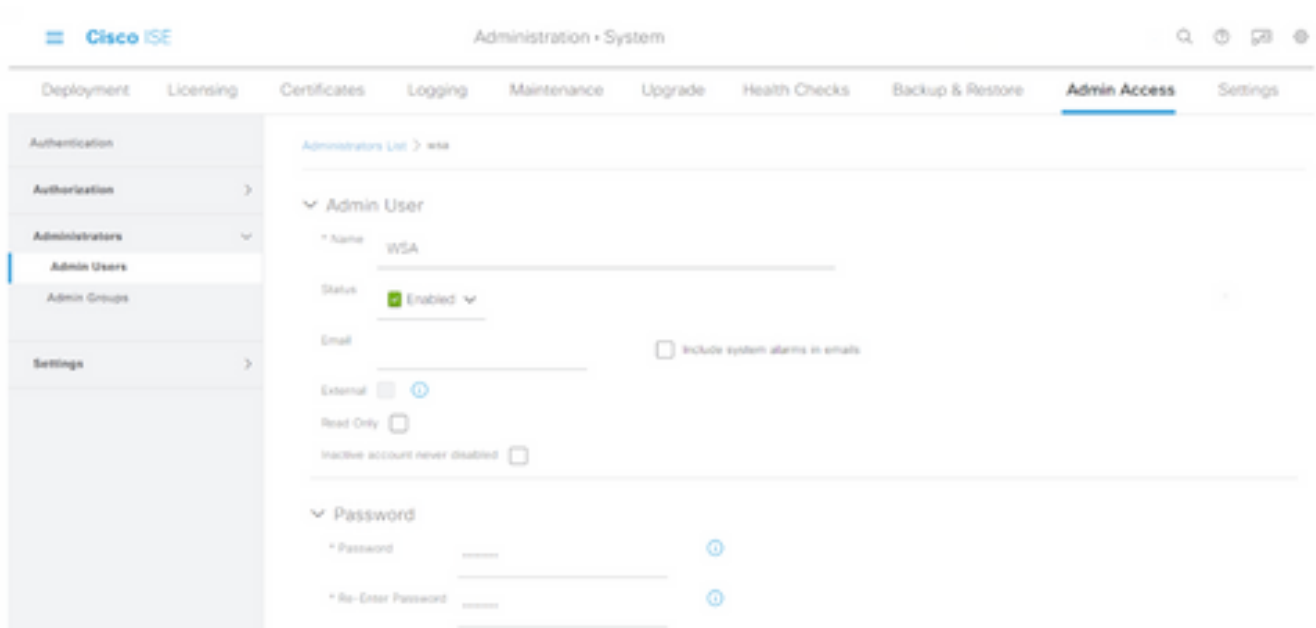 Cisco ISE
Administration • System
Deployment Licensing Certificates Logging Maintenance Upgrade Health Checks Backup & Restore Admin Access Settings
Authentication
Authorization
Administrators
Admin Users
Admin Groups
Settings
Administrators List > wsa
Admin User
* Name WSA
Status Enabled
Email
Include system alarms in emails
External
Read Only
Inactive account never disabled
Password
* Password ........
* Re-Enter Password ........